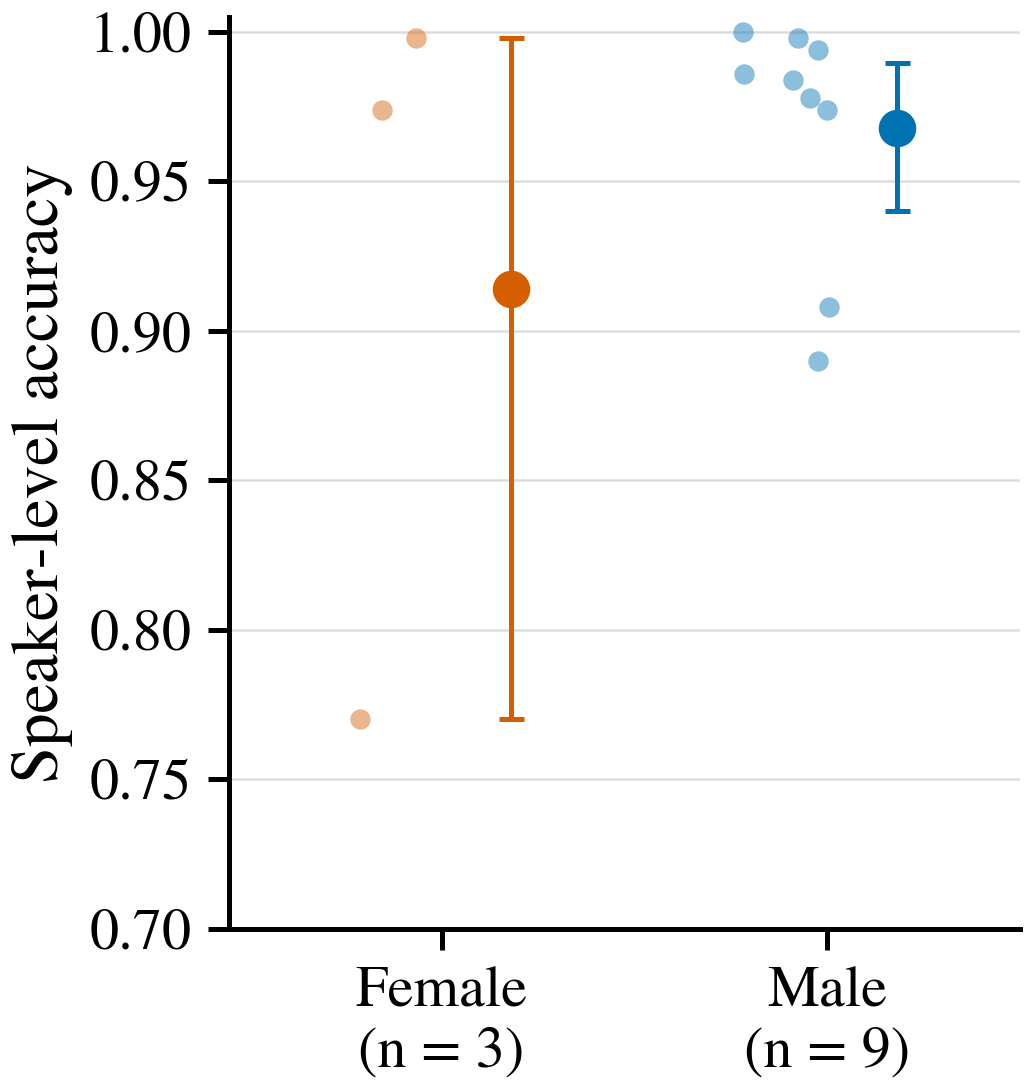 Speaker-level accuracy
1.00
0.95
0.90
0.85
0.80
0.75
0.70
Female
(n = 3)
Male
(n = 9)